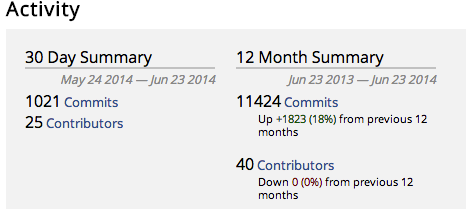 Activity
30 Day Summary
May 24 2014 — Jun 23 2014
1021 Commits
25 Contributors
12 Month Summary
Jun 23 2013 — Jun 23 2014
11424 Commits
Up +1823 (18%) from previous 12
months
40 Contributors
Down 0 (0%) from previous 12
months